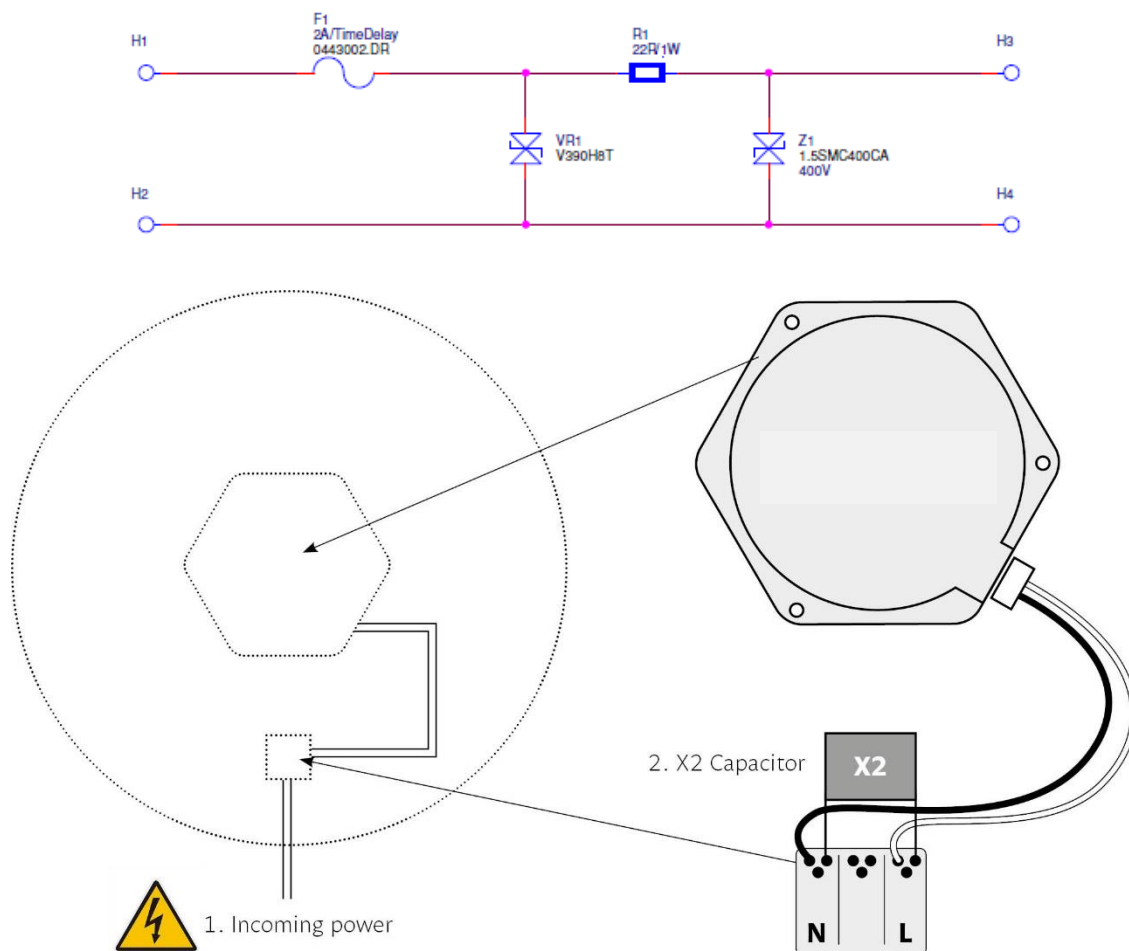 F1
2A/TimeDelay
0443002.DR
H1
R1
22R/1W
H3
VR1
V390H8T
Z1
1.5SMC400CA
400V
H2
H4
2. X2 Capacitor
X2
1. Incoming power
N
L